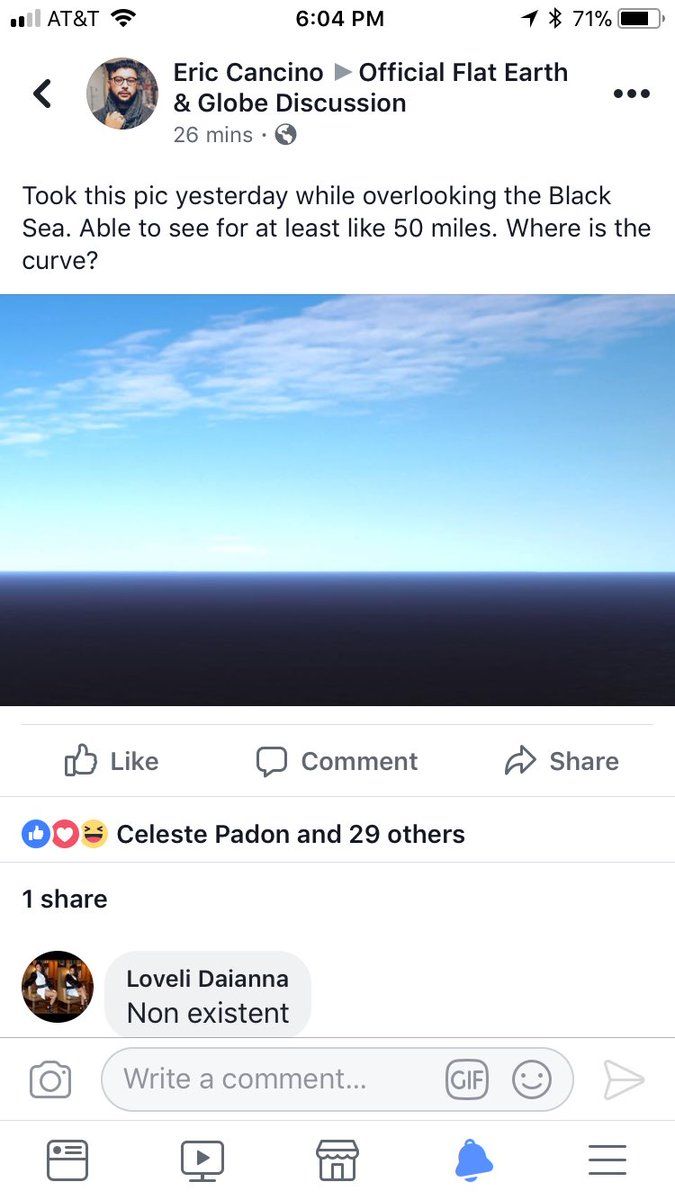 AT&T 6:04 PM 71%
Eric Cancino ▶ Official Flat Earth
& Globe Discussion
26 mins ·
Took this pic yesterday while overlooking the Black
Sea. Able to see for at least like 50 miles. Where is the
curve?
Like Comment Share
Celeste Padon and 29 others
1 share
Loveli Daianna
Non existent
Write a comment... GIF